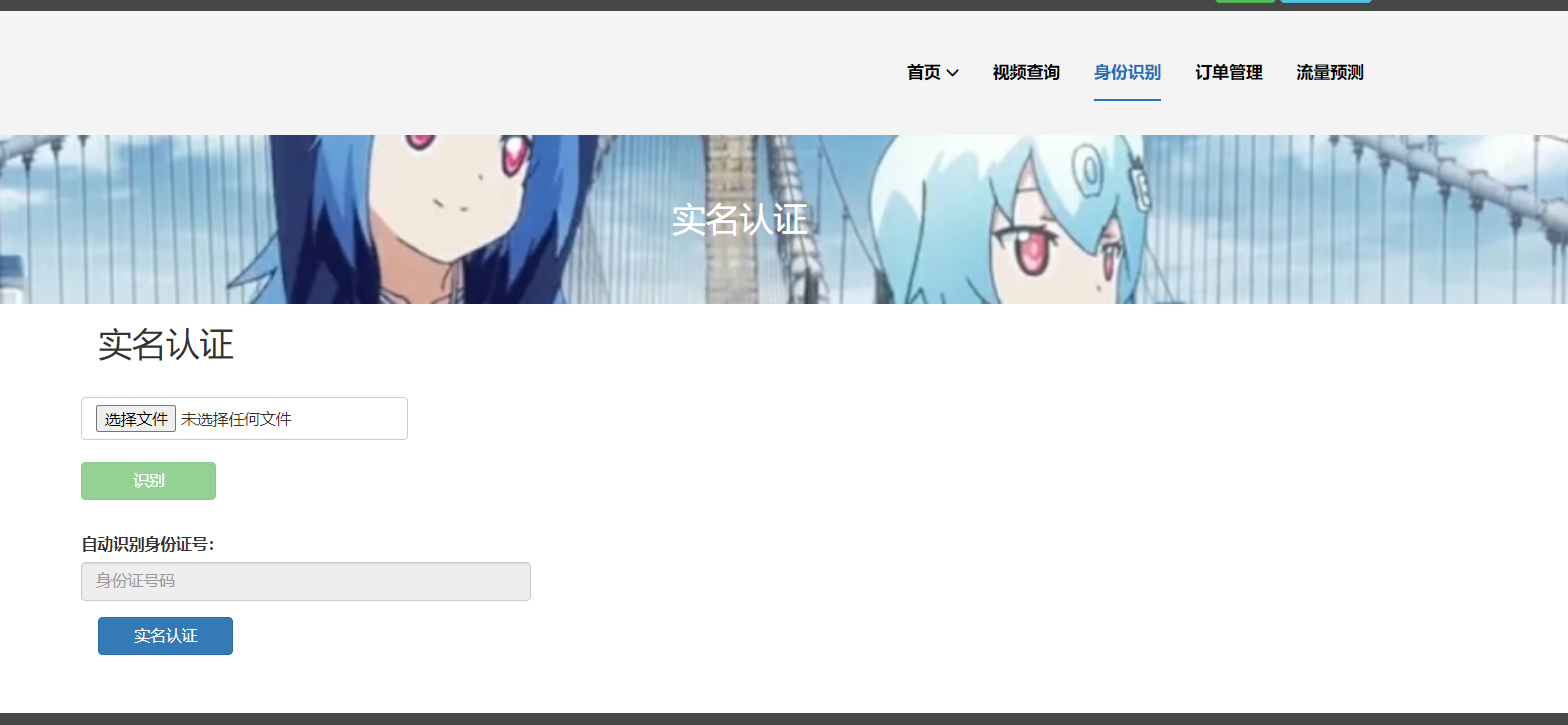 首页 视频查询 身份识别 订单管理 流量预测
实名认证
实名认证
选择文件 未选择任何文件
识别
自动识别身份证号：
身份证号码
实名认证